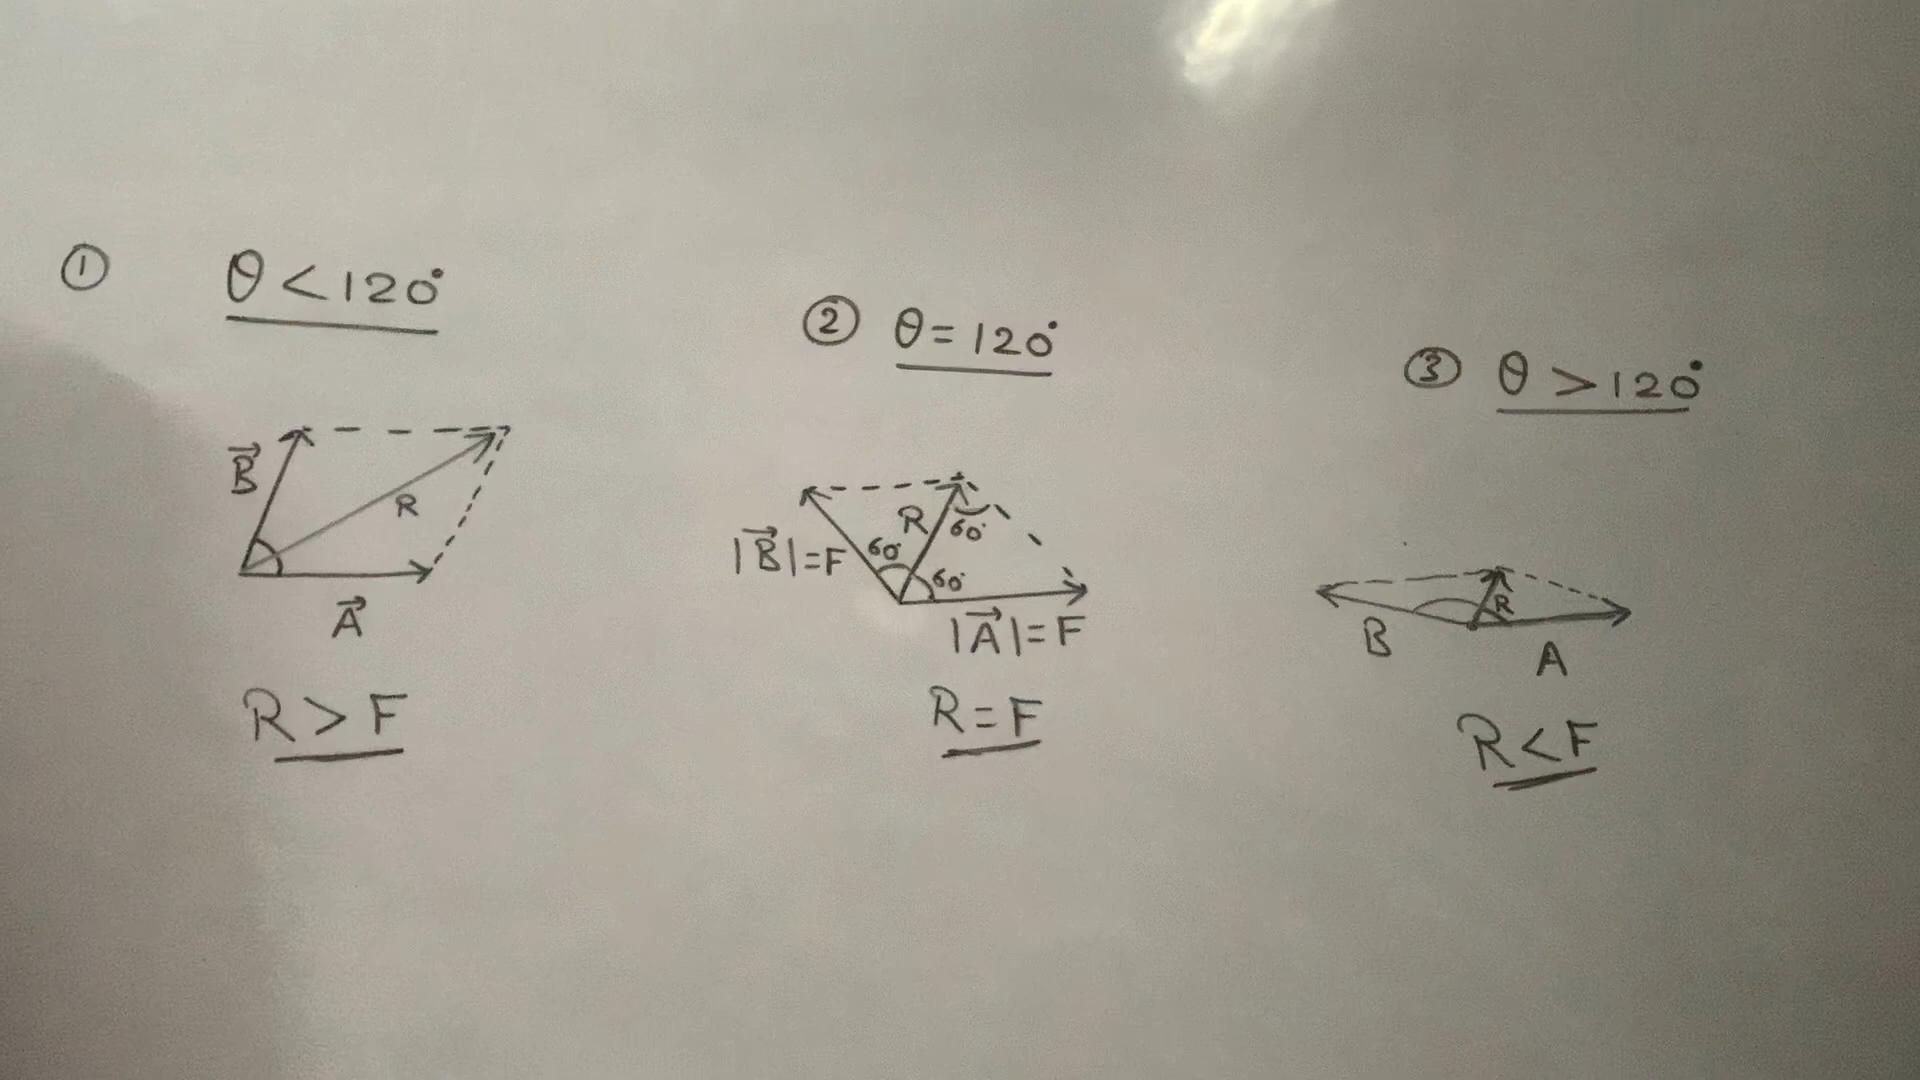 ① θ < 120°
B⃗
R
A⃗
R > F
② θ = 120°
R
60°
|B⃗| = F
60°
60°
|A⃗| = F
R = F
③ θ > 120°
R
B
A
R < F